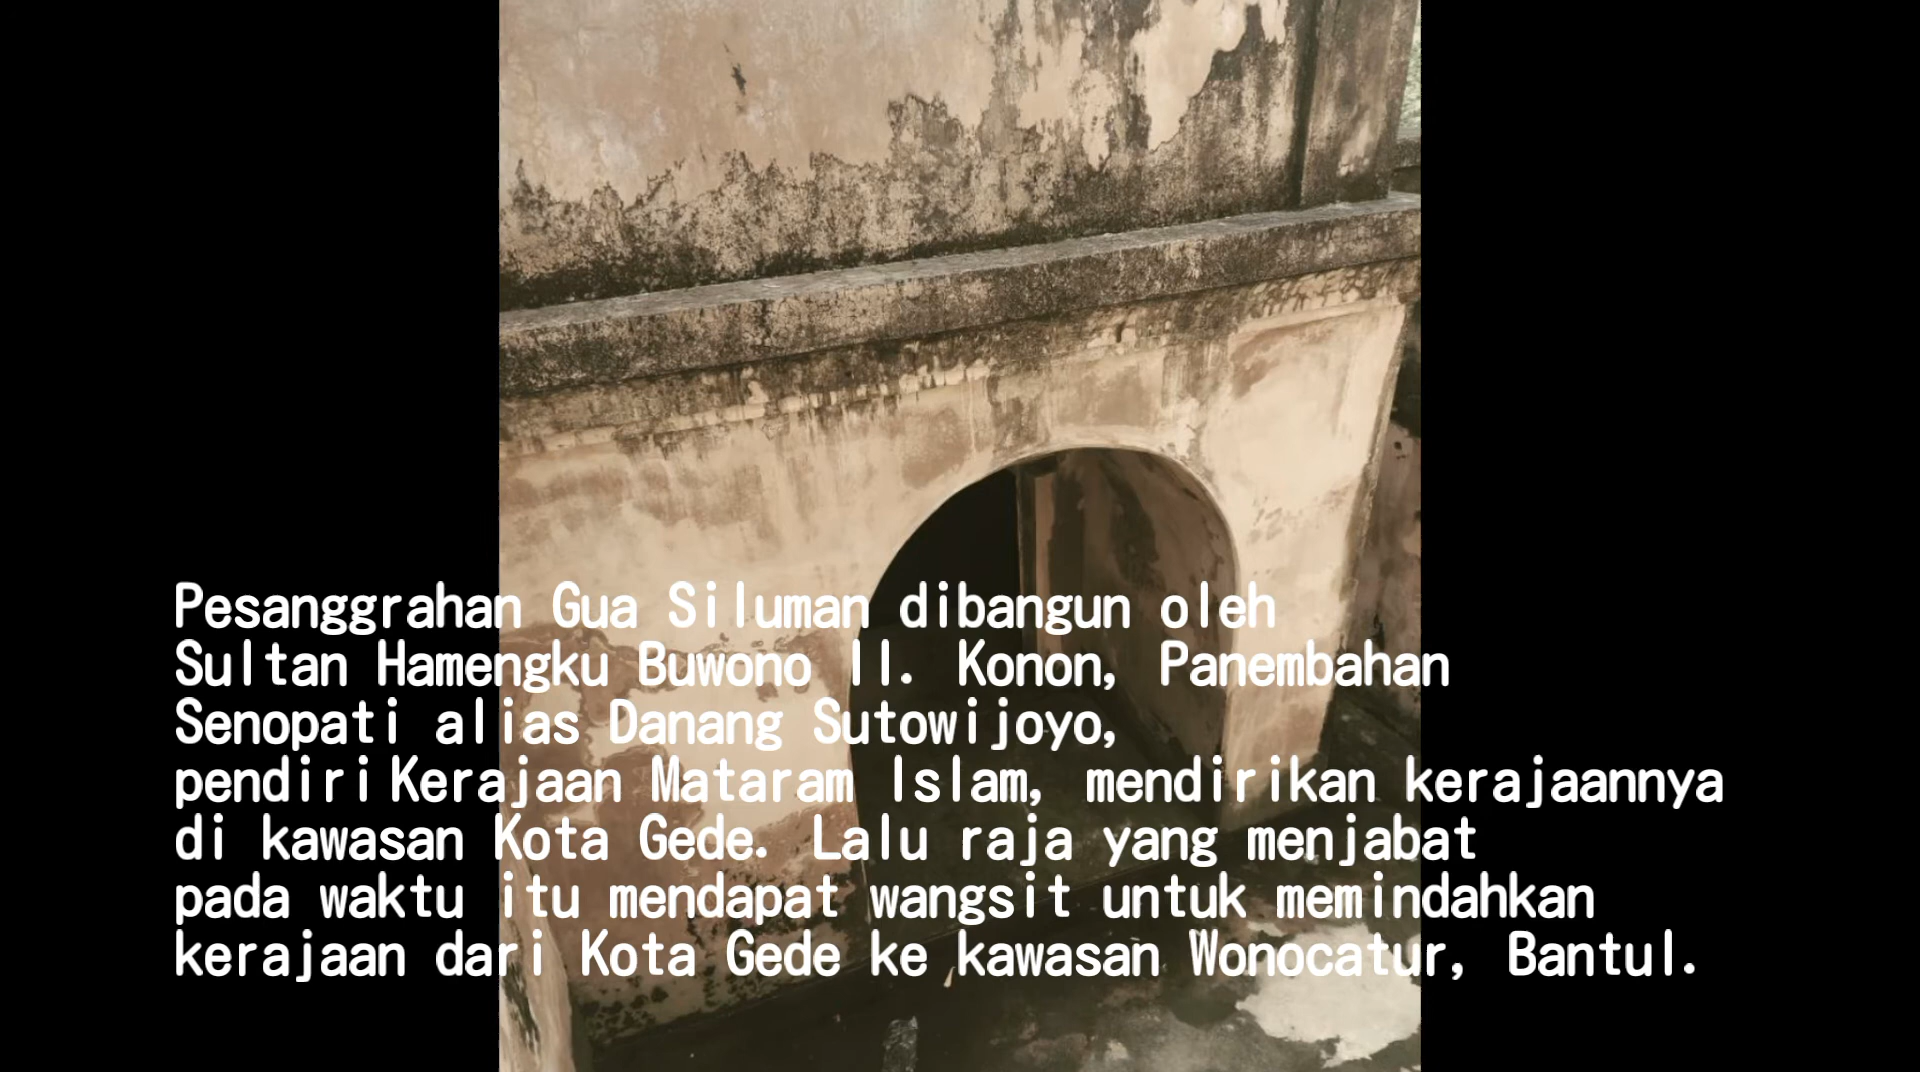 Pesanggrahan Gua Siluman dibangun oleh
Sultan Hamengku Buwono II. Konon, Panembahan
Senopati alias Danang Sutowijoyo,
pendiri Kerajaan Mataram Islam, mendirikan kerajaannya
di kawasan Kota Gede. Lalu raja yang menjabat
pada waktu itu mendapat wangsit untuk memindahkan
kerajaan dari Kota Gede ke kawasan Wonocatur, Bantul.